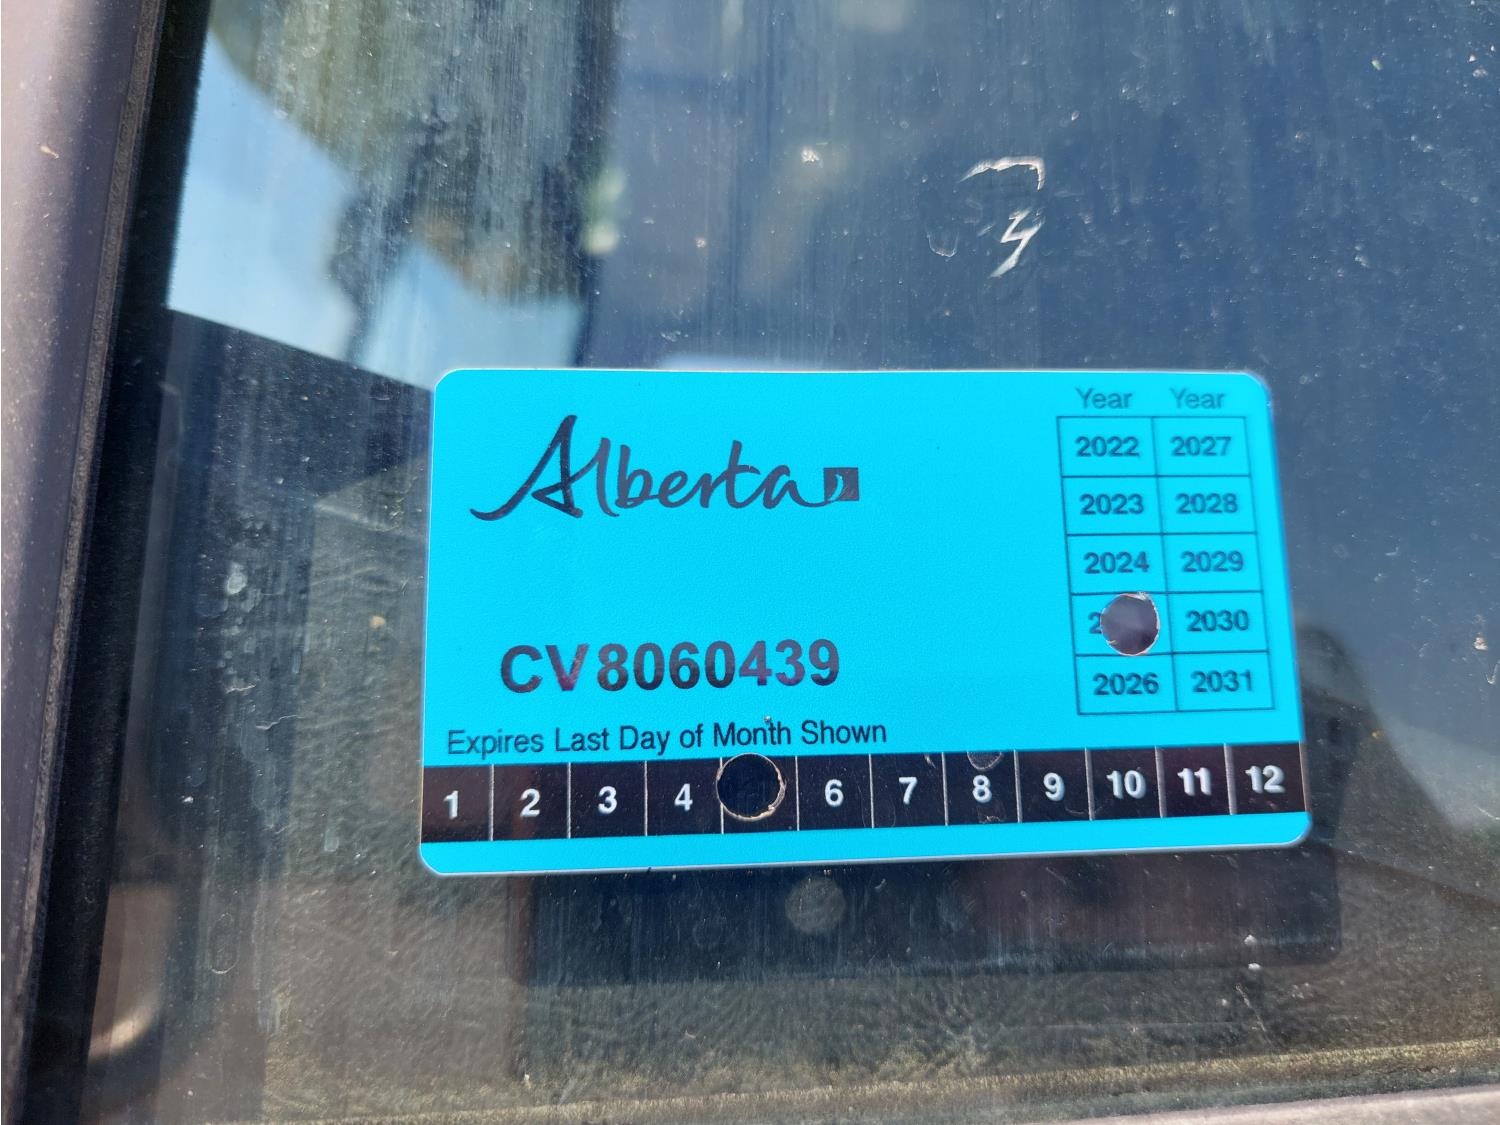 Alberta
Year Year
2022 2027
2023 2028
2024 2029
2030
2026 2031
CV8060439
Expires Last Day of Month Shown
1 2 3 4 6 7 8 9 10 11 12